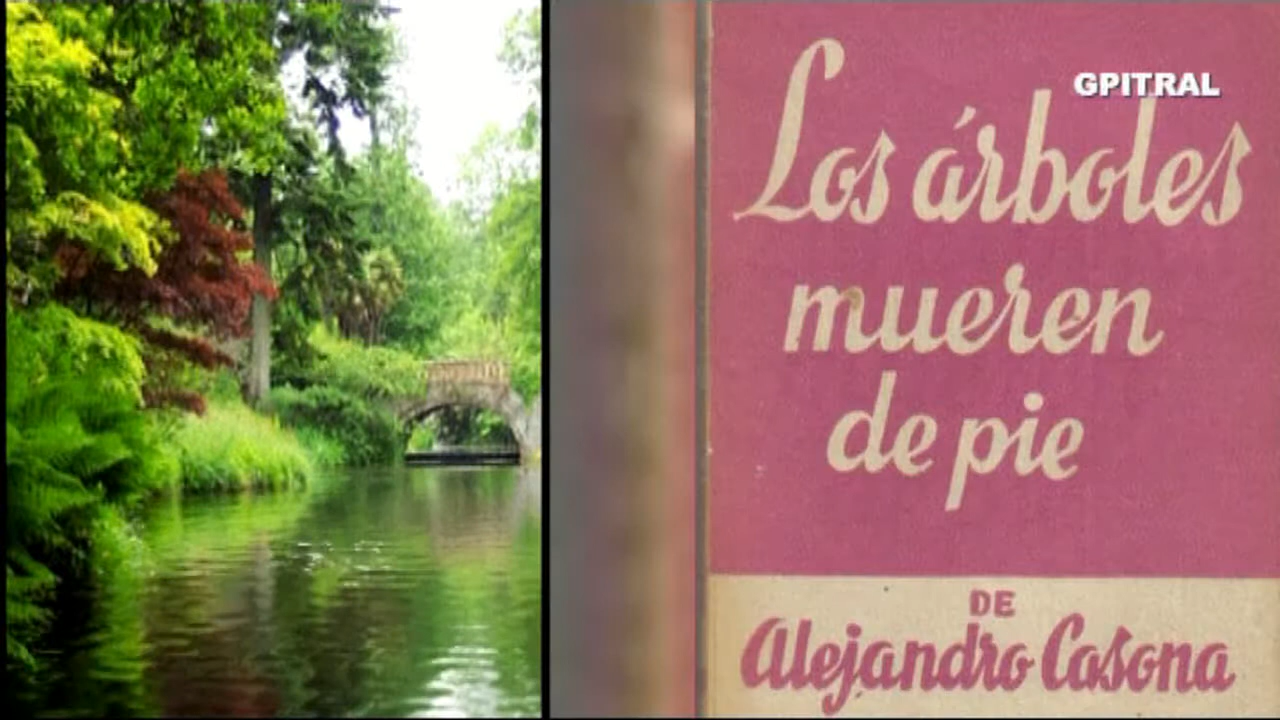 GPITRAL
Los árboles
mueren
de pie
DE
Alejandro Casona